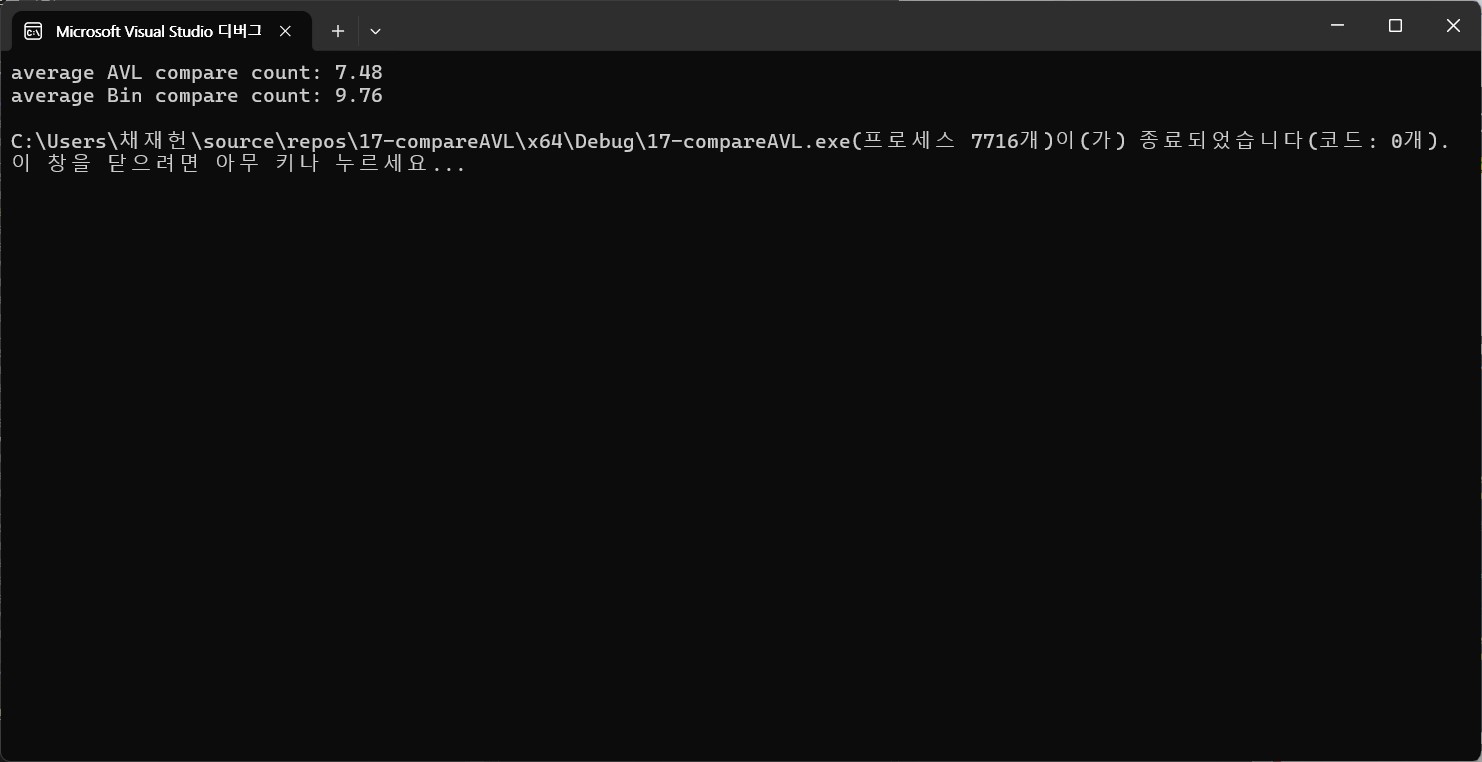 Microsoft Visual Studio 디버그
average AVL compare count: 7.48
average Bin compare count: 9.76
C:\Users\채재헌\source\repos\17-compareAVL\x64\Debug\17-compareAVL.exe(프로세스 7716개)이(가) 종료되었습니다(코드: 0개).
이 창을 닫으려면 아무 키나 누르세요...